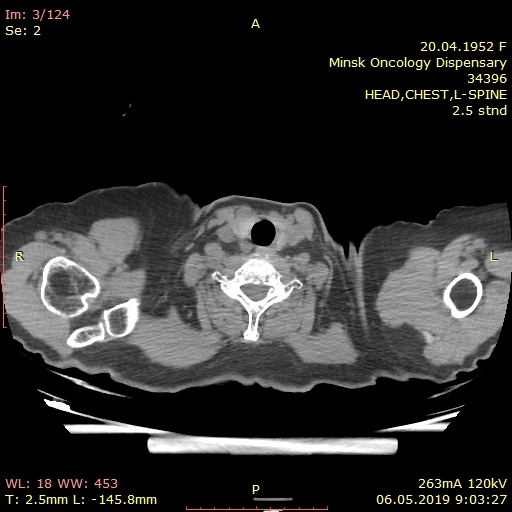 Im: 3/124
Se: 2
A
20.04.1952 F
Minsk Oncology Dispensary
34396
HEAD,CHEST,L-SPINE
2.5 stnd
R
L
WL: 18 WW: 453
T: 2.5mm L: -145.8mm
P
263mA 120kV
06.05.2019 9:03:27